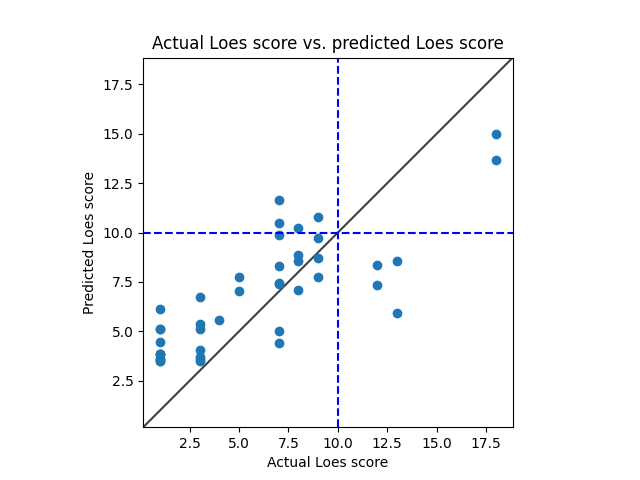 Actual Loes score vs. predicted Loes score
17.5
15.0
12.5
10.0
7.5
5.0
2.5
Predicted Loes score
2.5 5.0 7.5 10.0 12.5 15.0 17.5
Actual Loes score